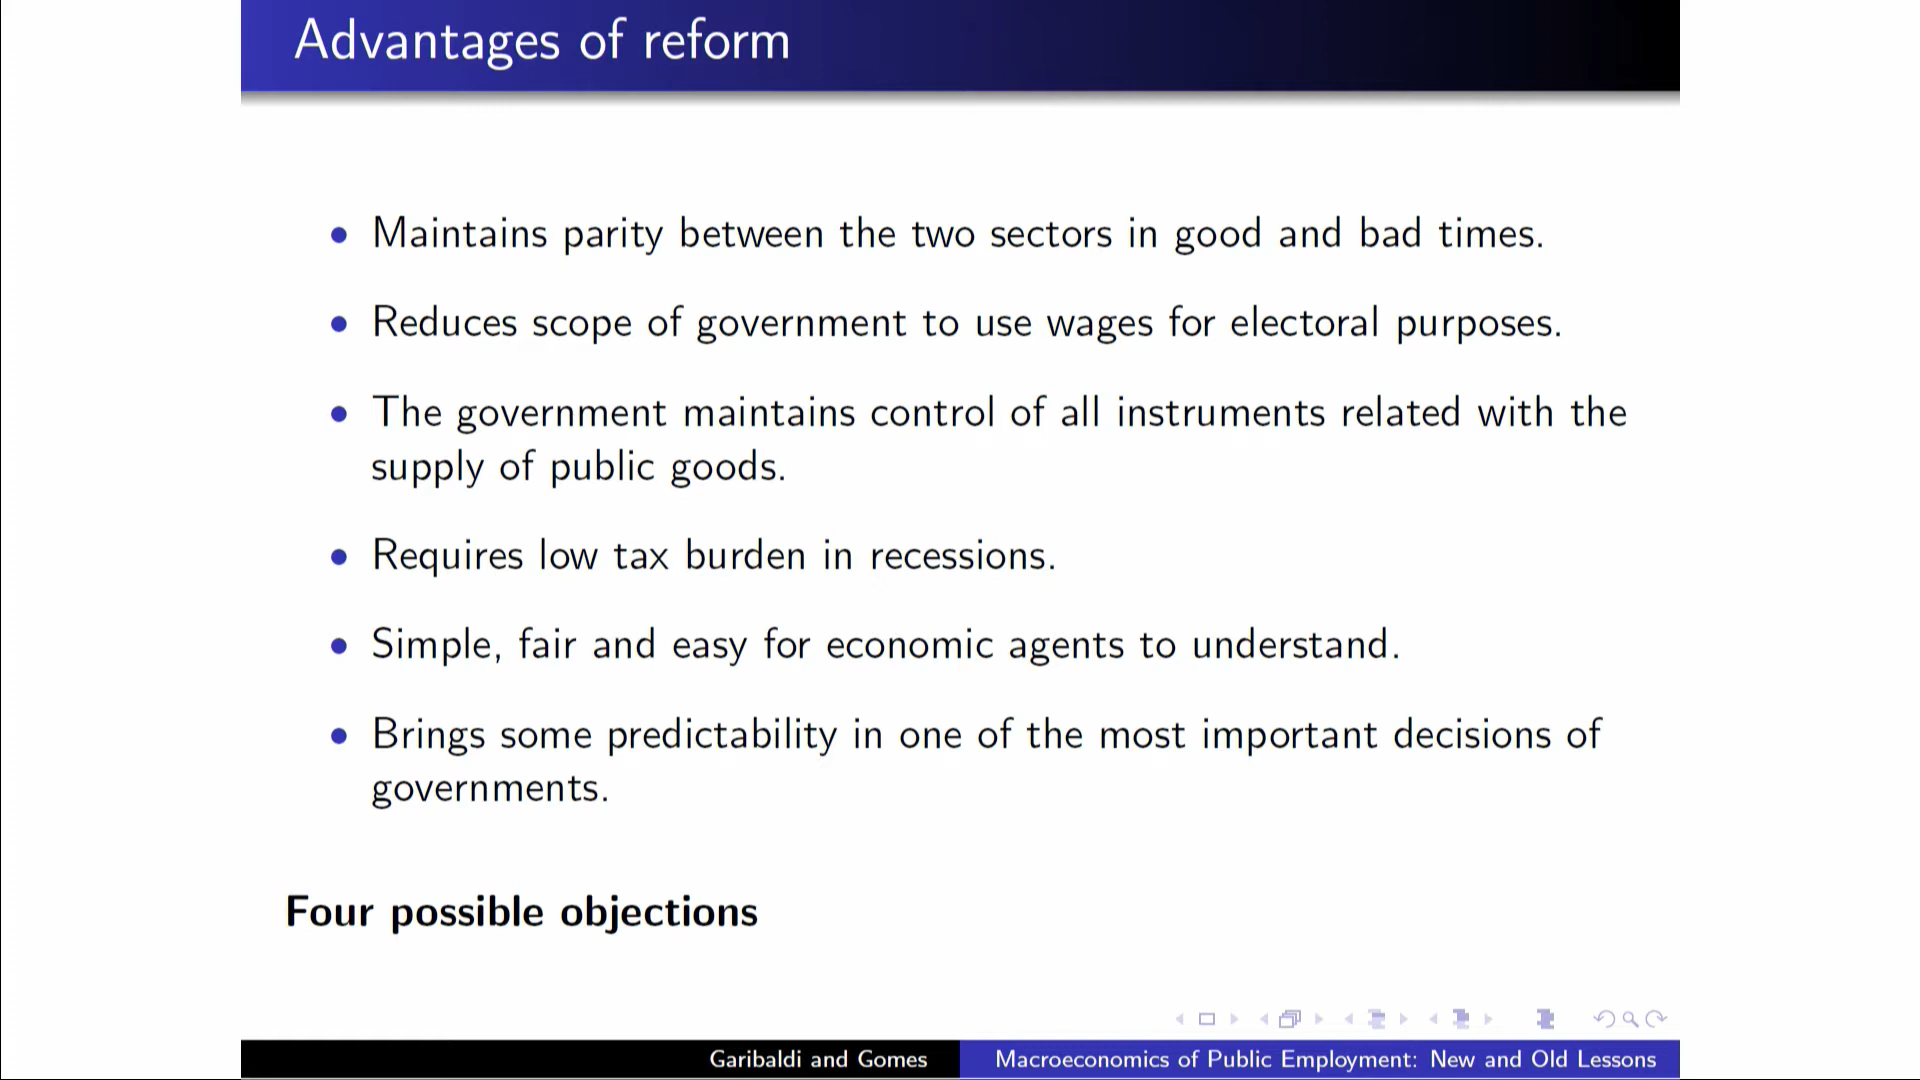 Advantages of reform
Maintains parity between the two sectors in good and bad times.
Reduces scope of government to use wages for electoral purposes.
The government maintains control of all instruments related with the
supply of public goods.
Requires low tax burden in recessions.
Simple, fair and easy for economic agents to understand.
Brings some predictability in one of the most important decisions of
governments.
Four possible objections
Garibaldi and Gomes
Macroeconomics of Public Employment: New and Old Lessons